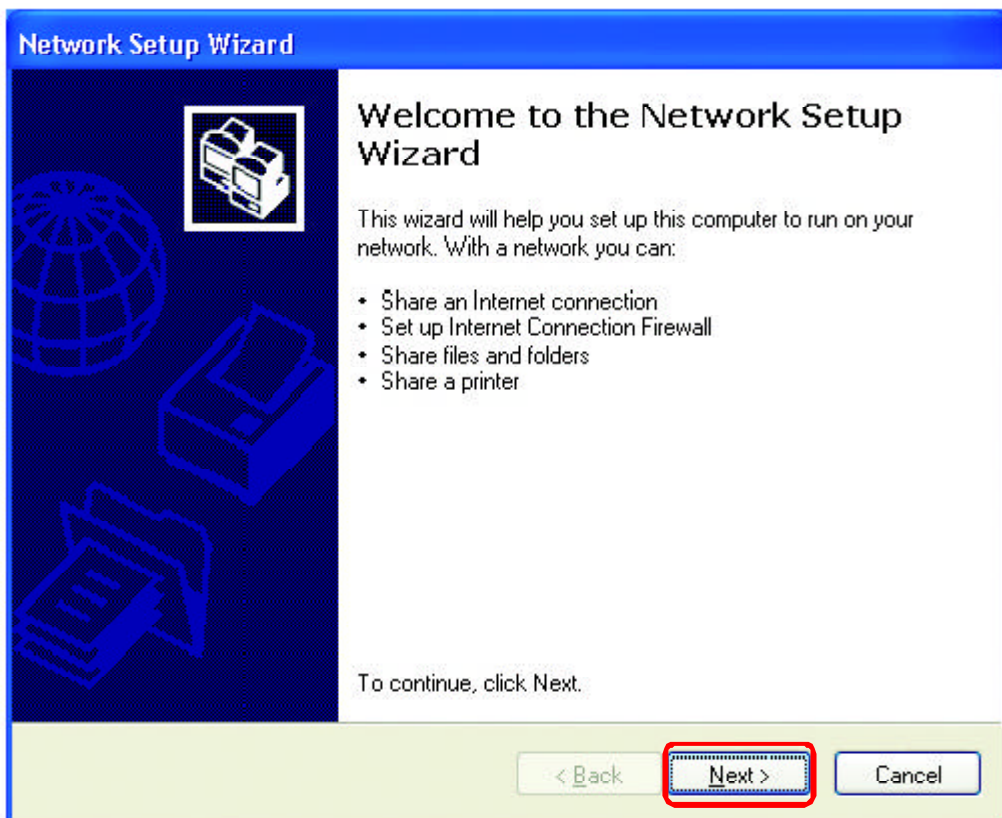 Network Setup Wizard
Welcome to the Network Setup
Wizard
This wizard will help you set up this computer to run on your
network. With a network you can:
• Share an Internet connection
• Set up Internet Connection Firewall
• Share files and folders
• Share a printer
To continue, click Next.
< Back
Next >
Cancel